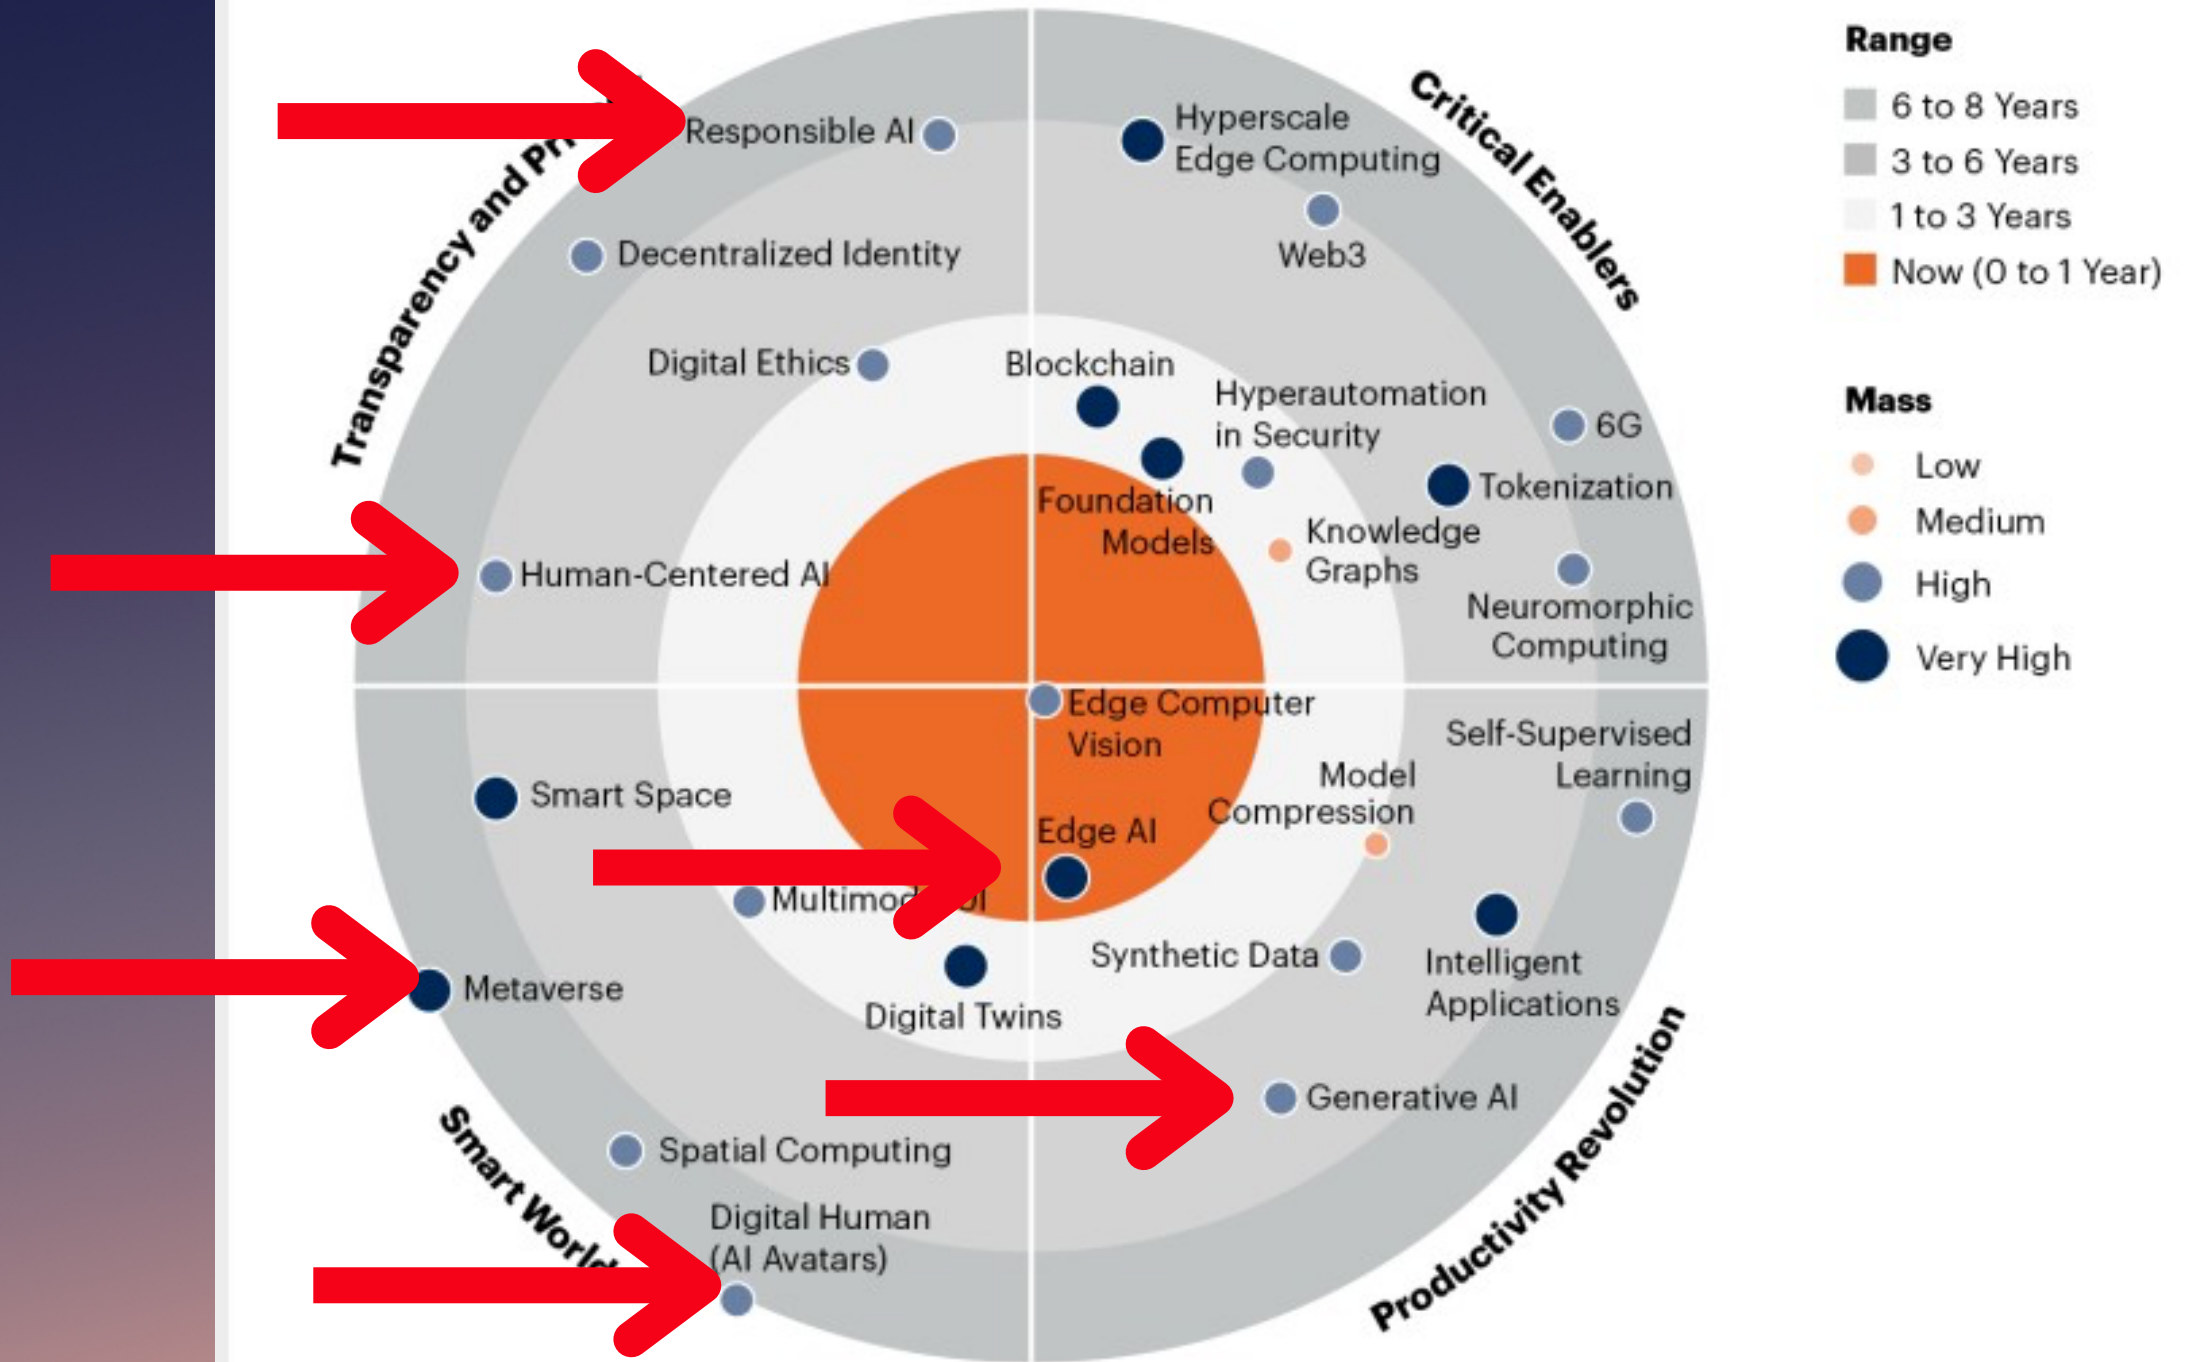 Range
6 to 8 Years
3 to 6 Years
1 to 3 Years
Now (0 to 1 Year)
Mass
Low
Medium
High
Very High
Transparency and
Responsible AI
Decentralized Identity
Digital Ethics
Human-Centered AI
Critical Enablers
Hyperscale
Edge Computing
Web3
Blockchain
Hyperautomation
in Security
6G
Tokenization
Foundation
Models
Knowledge
Graphs
Neuromorphic
Computing
Smart World
Smart Space
Metaverse
Digital Twins
Spatial Computing
Digital Human
(AI Avatars)
Productivity Revolution
Edge Computer
Vision
Edge AI
Self-Supervised
Learning
Model
Compression
Synthetic Data
Intelligent
Applications
Generative AI